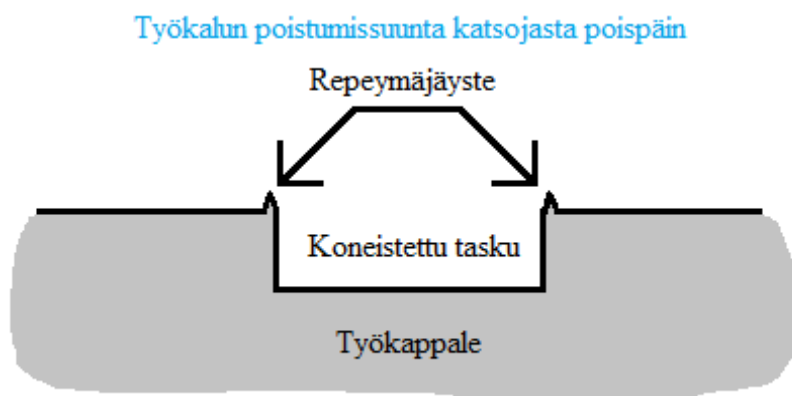 Työkalun poistumissuunta katsojasta poispäin
Repeymäjäyste
Koneistettu tasku
Työkappale